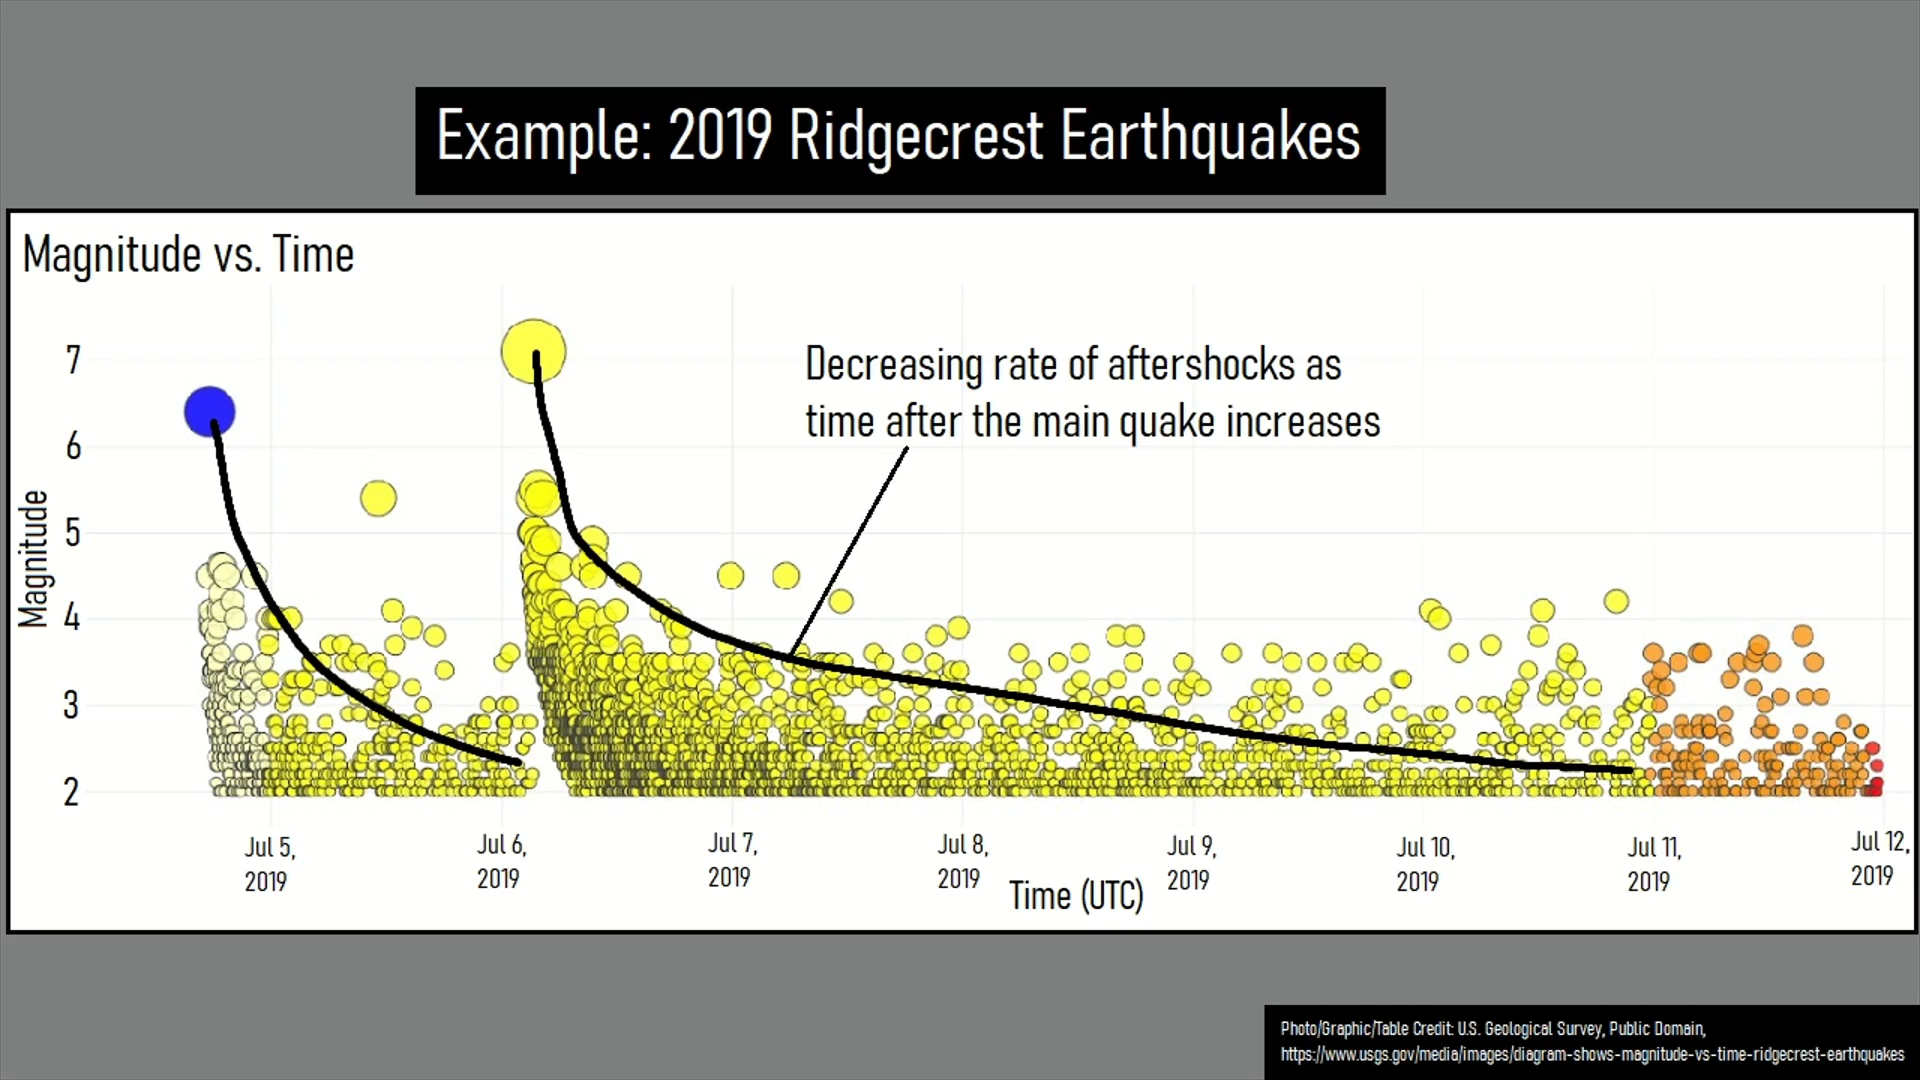 Example: 2019 Ridgecrest Earthquakes
Magnitude vs. Time
Decreasing rate of aftershocks as
time after the main quake increases
Magnitude
7
6
5
4
3
2
Jul 5,
2019
Jul 6,
2019
Jul 7,
2019
Jul 8,
2019
Jul 9,
2019
Jul 10,
2019
Jul 11,
2019
Jul 12,
2019
Time (UTC)
Photo/Graphic/Table Credit: U.S. Geological Survey, Public Domain,
https://www.usgs.gov/media/images/diagram-shows-magnitude-vs-time-ridgecrest-earthquakes